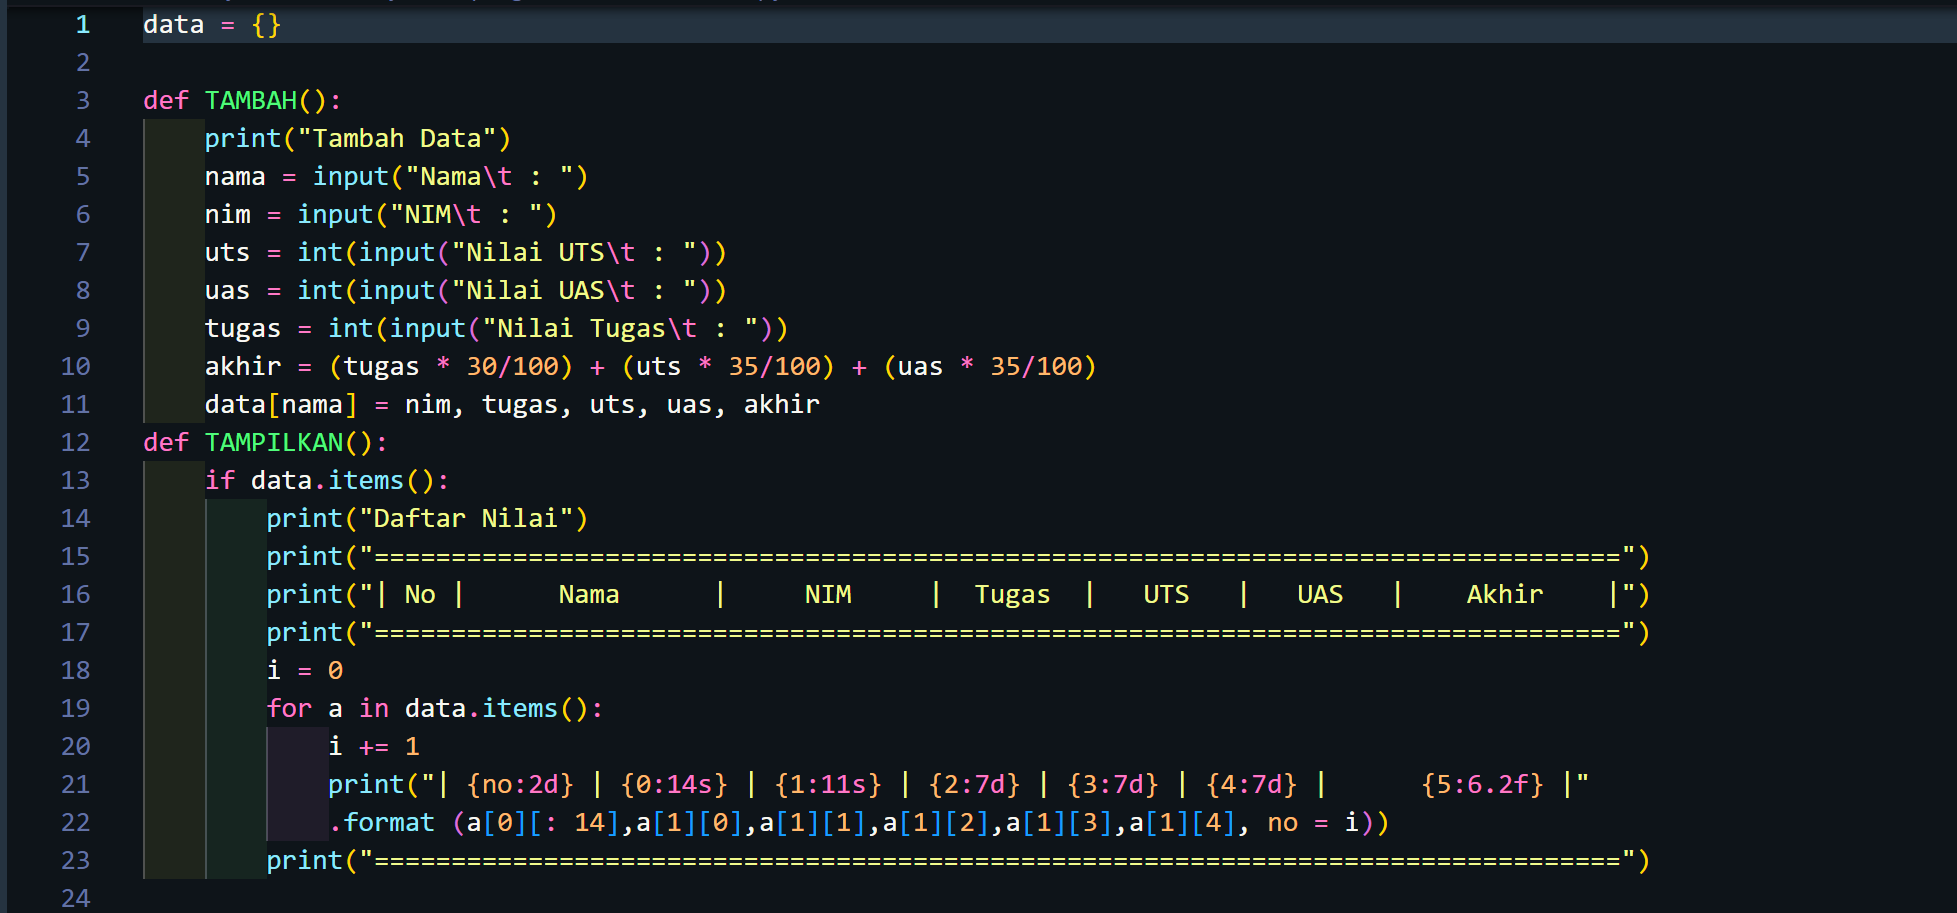 1 data = {}
2
3 def TAMBAH():
4     print("Tambah Data")
5     nama = input("Nama\t : ")
6     nim = input("NIM\t : ")
7     uts = int(input("Nilai UTS\t : "))
8     uas = int(input("Nilai UAS\t : "))
9     tugas = int(input("Nilai Tugas\t : "))
10     akhir = (tugas * 30/100) + (uts * 35/100) + (uas * 35/100)
11     data[nama] = nim, tugas, uts, uas, akhir
12 def TAMPILKAN():
13     if data.items():
14         print("Daftar Nilai")
15         print("=================================================================================")
16         print("| No |      Nama      |     NIM     |  Tugas  |   UTS   |   UAS   |    Akhir    |")
17         print("=================================================================================")
18         i = 0
19         for a in data.items():
20             i += 1
21             print("| {no:2d} | {0:14s} | {1:11s} | {2:7d} | {3:7d} | {4:7d} |      {5:6.2f} |"
22             .format (a[0][: 14],a[1][0],a[1][1],a[1][2],a[1][3],a[1][4], no = i))
23         print("=================================================================================")
24